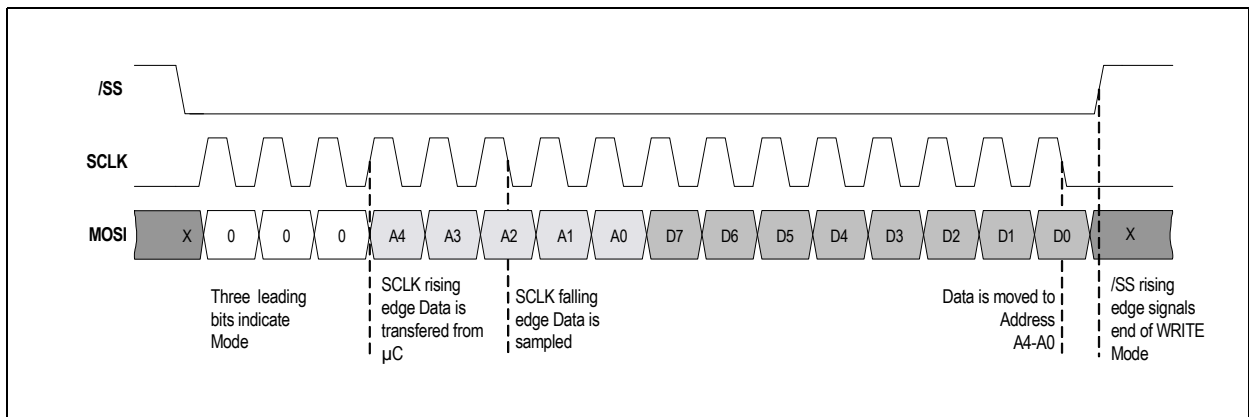 /SS
SCLK
MOSI X 0 0 0 A4 A3 A2 A1 A0 D7 D6 D5 D4 D3 D2 D1 D0 X
Three leading
bits indicate
Mode
SCLK rising
edge Data is
transfered from
µC
SCLK falling
edge Data is
sampled
Data is moved to
Address
A4-A0
/SS rising
edge signals
end of WRITE
Mode